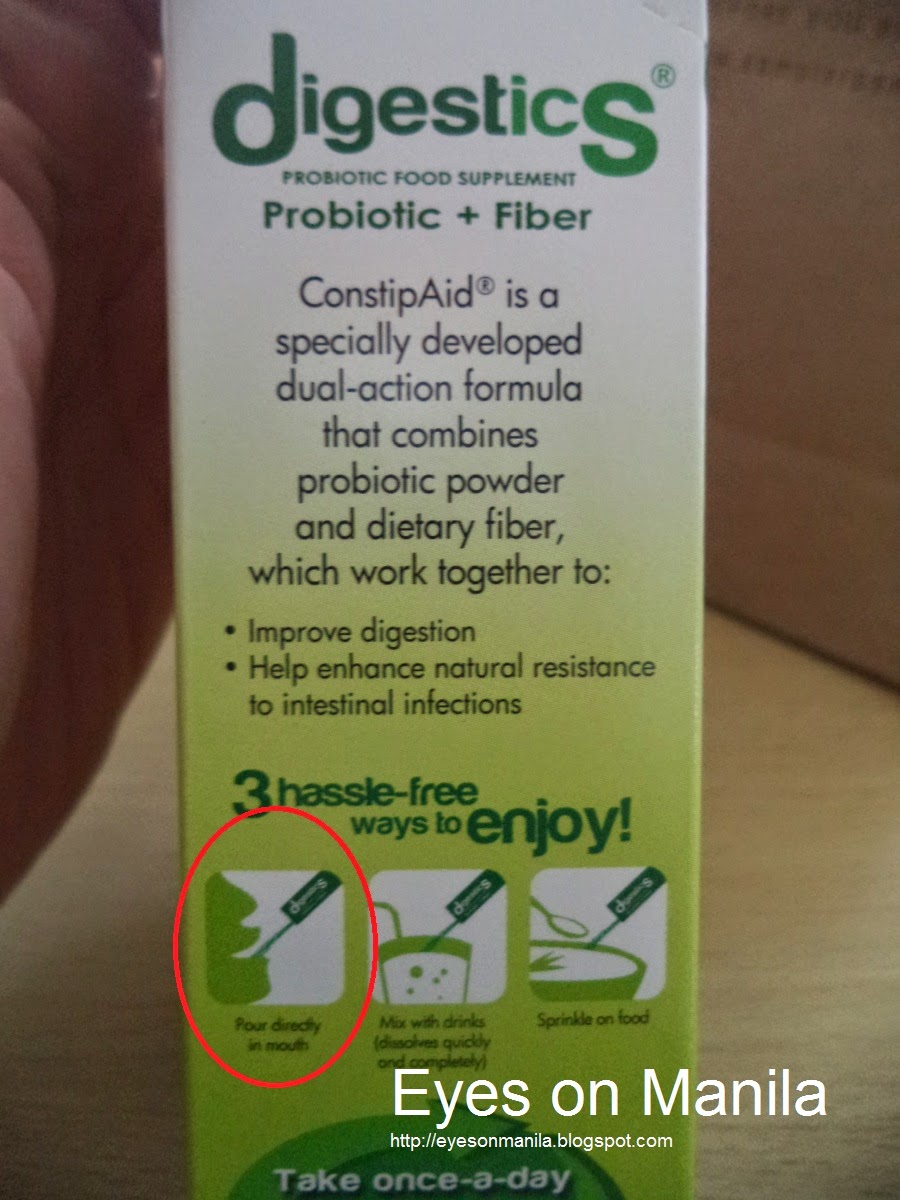 digestics®
PROBIOTIC FOOD SUPPLEMENT
Probiotic + Fiber
ConstipAid® is a
specially developed
dual-action formula
that combines
probiotic powder
and dietary fiber,
which work together to:
• Improve digestion
• Help enhance natural resistance
to intestinal infections
3 hassle-free
ways to enjoy!
digestics
digestics
digestics
Pour directly
in mouth
Mix with drinks
(dissolves quickly
and completely)
Sprinkle on food
Eyes on Manila
http://eyesonmanila.blogspot.com
Take once-a-day